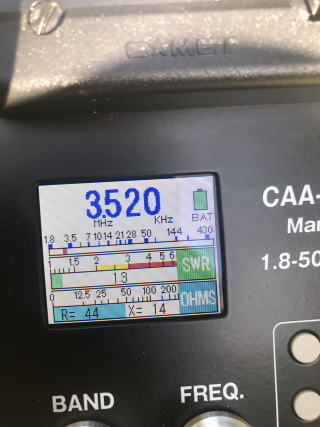 COMET
3.520
MHz KHz BAT
1.8 3.5 7 10 14 21 28 50 144 430
1 1.5 2 3 4 5 6 SWR
1.3
0 12.5 25 50 100 200 OHMS
R= 44 X= 14
CAA-
Mar
1.8-50
BAND FREQ.